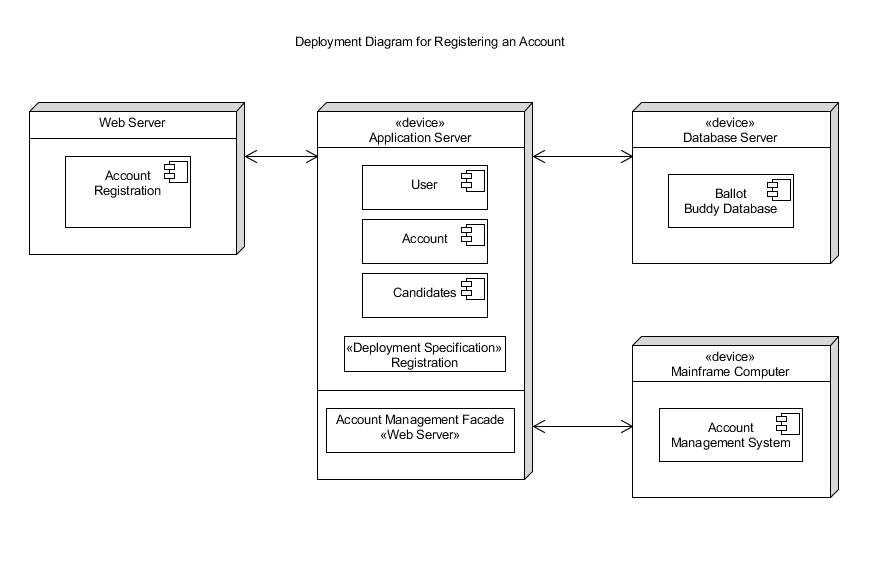 Deployment Diagram for Registering an Account
Web Server
Account
Registration
«device»
Application Server
User
Account
Candidates
«Deployment Specification»
Registration
Account Management Facade
«Web Server»
«device»
Database Server
Ballot
Buddy Database
«device»
Mainframe Computer
Account
Management System